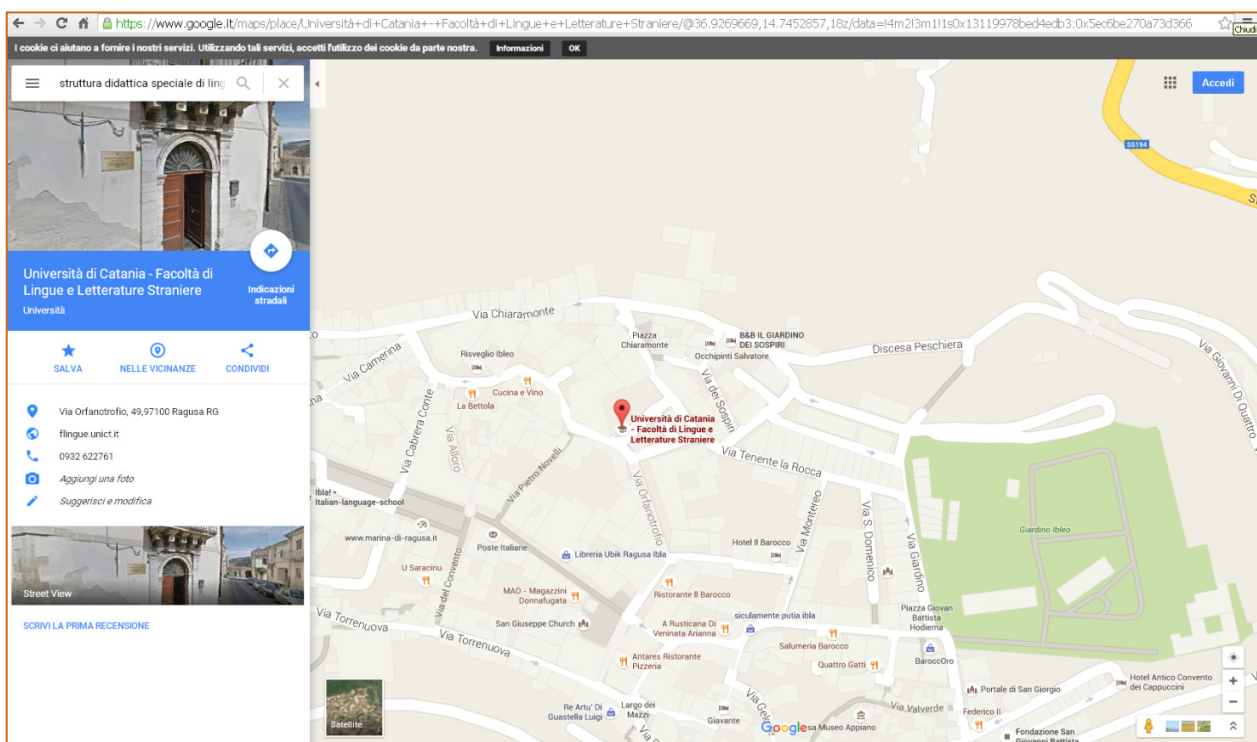 https://www.google.it/maps/place/Università+di+Catania+-+Facoltà+di+Lingue+e+Letterature+Straniere/@36.9269669,14.7452857,18z/data=!4m2!3m1!1s0x13119978bed4edb3:0x5ec6be270a73d366
Chiudi
I cookie ci aiutano a fornire i nostri servizi. Utilizzando tali servizi, accetti l'utilizzo dei cookie da parte nostra. Informazioni OK
struttura didattica speciale di ling
Università di Catania - Facoltà di
Lingue e Letterature Straniere
Università
Indicazioni
stradali
SALVA
NELLE VICINANZE
CONDIVIDI
Via Orfanotrofio, 49,97100 Ragusa RG
flingue.unict.it
0932 622761
Aggiungi una foto
Suggerisci e modifica
Street View
SCRIVI LA PRIMA RECENSIONE
Accedi
SS194
Via Chiaramonte
Piazza
Chiaramonte
B&B IL GIARDINO
DEI SOSPIRI
Occhipinti Salvatore
Discesa Peschiera
Via Giovanni Di Quattro
Via Camerina
Risveglio Ibleo
Cucina e Vino
La Bettola
Via dei Sospiri
Via Cabrera Conte
Via Alloro
Università di Catania
- Facoltà di Lingue e
Letterature Straniere
Via Tenente la Rocca
Via Pietro Novelli
Via Orfanotrofio
Ibla! -
Italian-language-school
Via Montereo
Via S Domenico
Via Giardino
Giardino Ibleo
www.marina-di-ragusa.it
Poste Italiane
Libreria Ubik Ragusa Ibla
Hotel Il Barocco
U Saracinu
Via del Convento
MAD - Magazzini
Donnafugata
Ristorante Il Barocco
Piazza Giovan
Battista
Hodierna
Via Torrenuova
San Giuseppe Church
A Rusticana Di
Veninata Arianna
siculamente putia ibla
Via Torrenuova
Salumeria Barocco
Antares Ristorante
Pizzeria
Quattro Gatti
BaroccOro
Hotel Antico Convento
dei Cappuccini
Portale di San Giorgio
Satellite
Re Artu' Di
Guastella Luigi
Largo dei
Mazzi
Giavante
Google
Museo Appiano
Via Valverde
Federico II
Fondazione San
Giovanni Battista